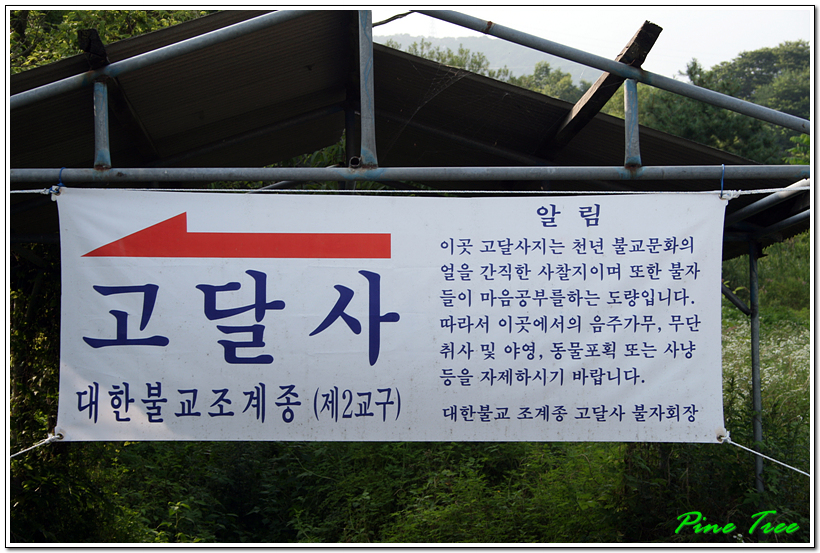 고달사
대한불교조계종 (제2교구)
알 림
이곳 고달사지는 천년 불교문화의
얼을 간직한 사찰지이며 또한 불자
들이 마음공부를하는 도량입니다.
따라서 이곳에서의 음주가무, 무단
취사 및 야영, 동물포획 또는 사냥
등을 자제하시기 바랍니다.
대한불교 조계종 고달사 불자회장
Pine Tree